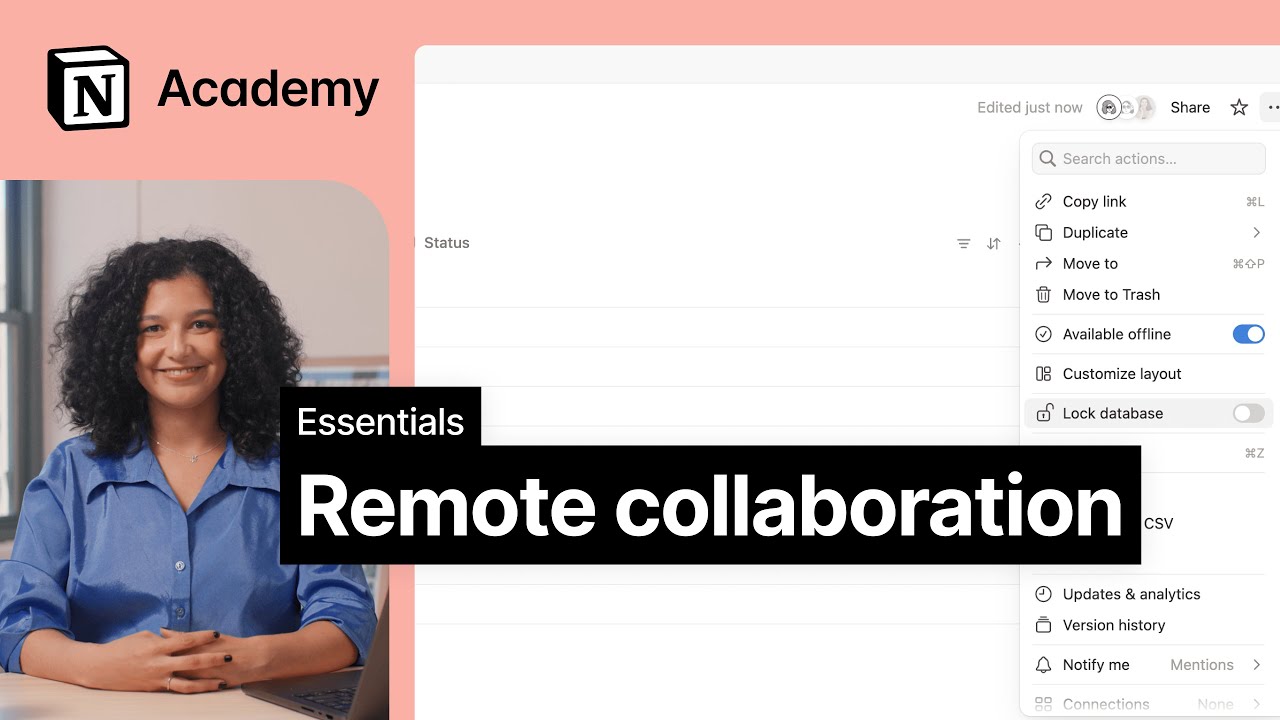 N Academy
Edited just now Share
Search actions...
Copy link ⌘L
Duplicate
Move to ⌘⇧P
Move to Trash
Status
Available offline
Customize layout
Lock database
Essentials
⌘Z
Remote collaboration
CSV
Updates & analytics
Version history
Notify me Mentions
Connections None